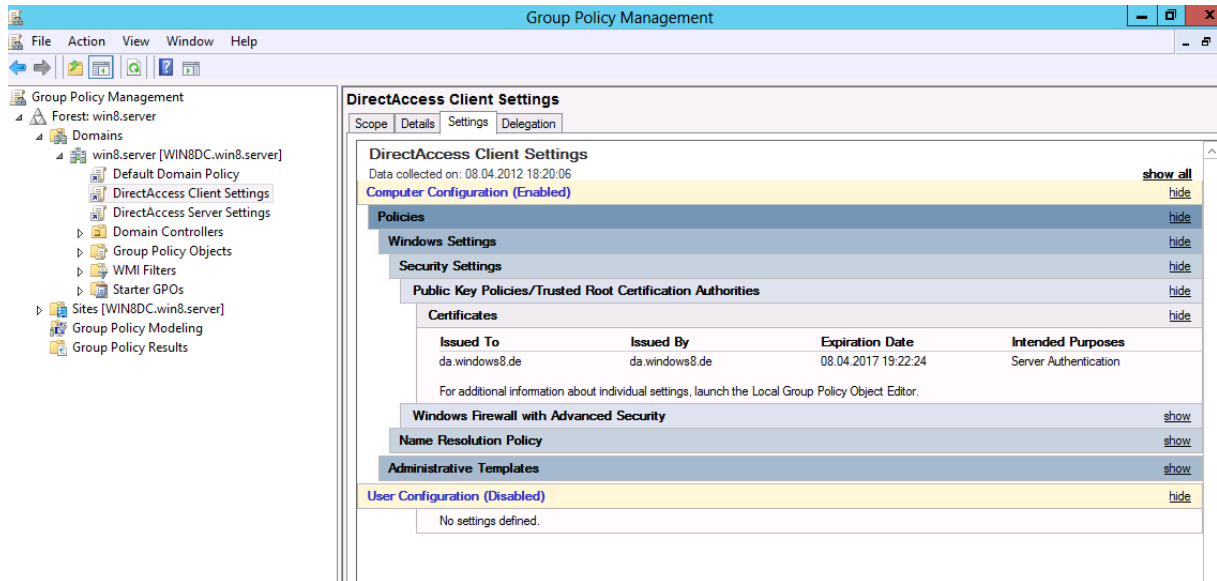 Group Policy Management
File Action View Window Help
Group Policy Management
Forest: win8.server
Domains
win8.server [WIN8DC.win8.server]
Default Domain Policy
DirectAccess Client Settings
DirectAccess Server Settings
Domain Controllers
Group Policy Objects
WMI Filters
Starter GPOs
Sites [WIN8DC.win8.server]
Group Policy Modeling
Group Policy Results
DirectAccess Client Settings
Scope Details Settings Delegation
DirectAccess Client Settings
Data collected on: 08.04.2012 18:20:06 show all
Computer Configuration (Enabled) hide
Policies hide
Windows Settings hide
Security Settings hide
Public Key Policies/Trusted Root Certification Authorities hide
Certificates hide
Issued To Issued By Expiration Date Intended Purposes
da.windows8.de da.windows8.de 08.04.2017 19:22:24 Server Authentication
For additional information about individual settings, launch the Local Group Policy Object Editor.
Windows Firewall with Advanced Security show
Name Resolution Policy show
Administrative Templates show
User Configuration (Disabled) hide
No settings defined.